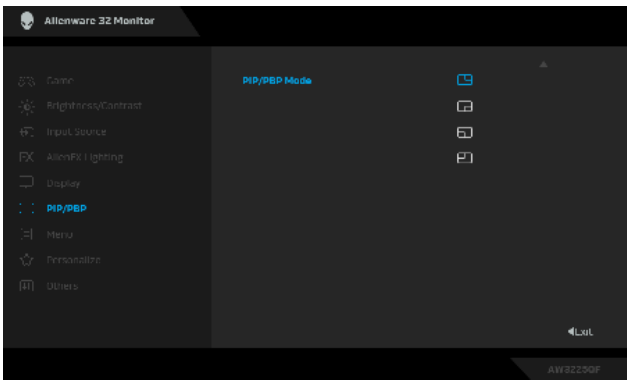 Alienware 32 Monitor
Game
PIP/PBP Mode
Brightness/Contrast
Input Source
FX AlienFX Lighting
Display
PIP/PBP
Menu
Personalize
Others
Exit
AW3225QF